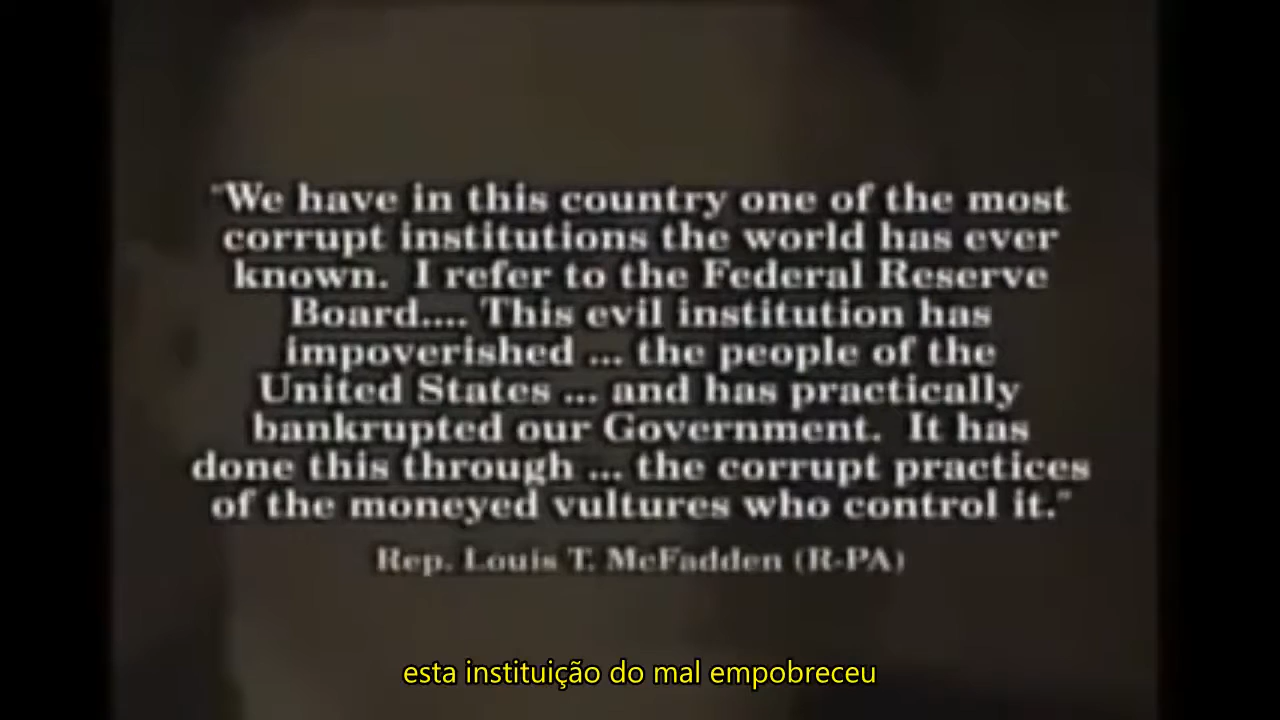 "We have in this country one of the most
corrupt institutions the world has ever
known. I refer to the Federal Reserve
Board.... This evil institution has
impoverished ... the people of the
United States ... and has practically
bankrupted our Government. It has
done this through ... the corrupt practices
of the moneyed vultures who control it."
Rep. Louis T. McFadden (R-PA)
esta instituição do mal empobreceu